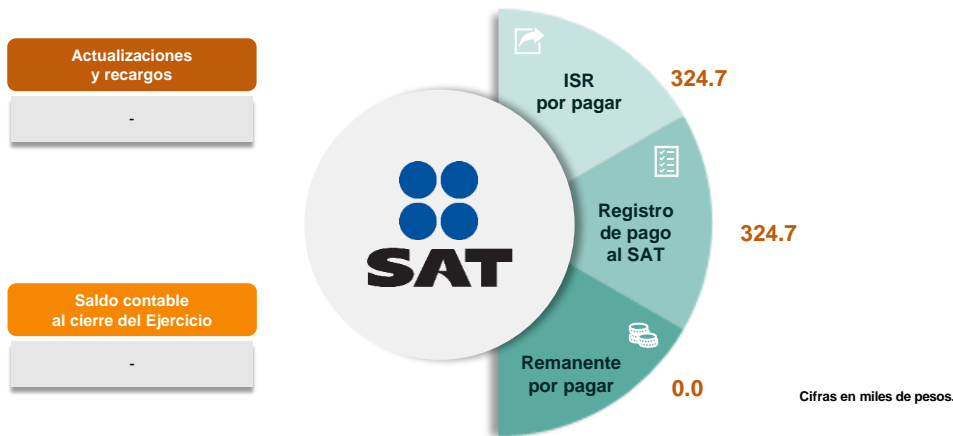 Actualizaciones
y recargos
-
Saldo contable
al cierre del Ejercicio
-
SAT
ISR
por pagar
324.7
Registro
de pago
al SAT
324.7
Remanente
por pagar
0.0
Cifras en miles de pesos.